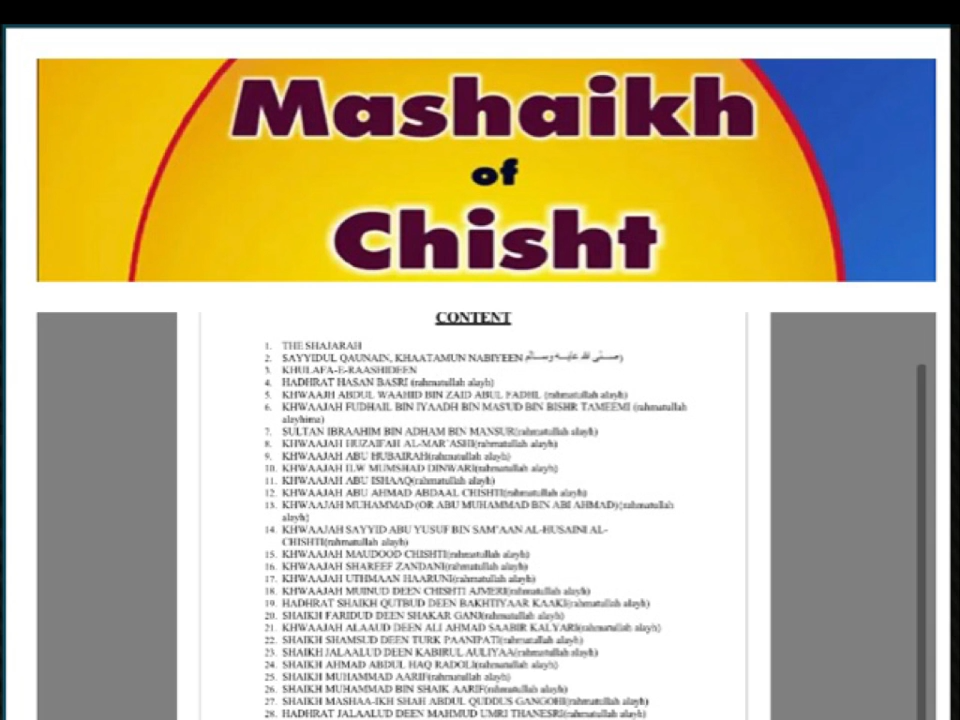 Mashaikh
of
Chisht
CONTENT
1. THE SHAJARAH
2. SAYYIDUL QAUNAIN, KHAATAMUN NABIYEEN صلى الله عليه وسلم)
3. KHULAFA-E-RAASHIDEEN
4. HADHRAT HASAN BASRI (rahmatullah alayh)
5. KHWAAJH ABDUL WAAHID BIN ZAID ABUL FADHL (rahmatullah alayh)
6. KHWAAJAH FUDHAIL BIN IYAADH BIN MAS'UD BIN BISHR TAMEEMI (rahmatullah
alayhima)
7. SULTAN IBRAAHIM BIN ADHAM BIN MANSUR(rahmatullah alayh)
8. KHWAAJAH HUZAIFAH AL-MAR'ASHI(rahmatullah alayh)
9. KHWAAJAH ABU HUBAIRAH(rahmatullah alayh)
10. KHWAAJAH ILW MUMSHAD DINWARI(rahmatullah alayh)
11. KHWAAJAH ABU ISHAAQ(rahmatullah alayh)
12. KHWAAJAH ABU AHMAD ABDAAL CHISHTI(rahmatullah alayh)
13. KHWAAJAH MUHAMMAD (OR ABU MUHAMMAD BIN ABI AHMAD)(rahmatullah
alayh)
14. KHWAAJAH SAYYID ABU YUSUF BIN SAM'AAN AL-HUSAINI AL-
CHISHTI(rahmatullah alayh)
15. KHWAAJAH MAUDOOD CHISHTI(rahmatullah alayh)
16. KHWAAJAH SHAREEF ZANDANI(rahmatullah alayh)
17. KHWAAJAH UTHMAAN HAARUNI(rahmatullah alayh)
18. KHWAAJAH MUINUD DEEN CHISHTI AJMERI(rahmatullah alayh)
19. HADHRAT SHAIKH QUTBUD DEEN BAKHTIYAAR KAAKI(rahmatullah alayh)
20. SHAIKH FARIDUD DEEN SHAKAR GANJ(rahmatullah alayh)
21. KHWAAJAH ALAAUD DEEN ALI AHMAD SAABIR KALYARI(rahmatullah alayh)
22. SHAIKH SHAMSUD DEEN TURK PAANIPATI(rahmatullah alayh)
23. SHAIKH JALAALUD DEEN KABIRUL AULIYAA(rahmatullah alayh)
24. SHAIKH AHMAD ABDUL HAQ RADOLI(rahmatullah alayh)
25. SHAIKH MUHAMMAD AARIF(rahmatullah alayh)
26. SHAIKH MUHAMMAD BIN SHAIK AARIF(rahmatullah alayh)
27. SHAIKH MASHAA-IKH SHAH ABDUL QUDDUS GANGOHI(rahmatullah alayh)
28. HADHRAT JALAALUD DEEN MAHMUD UMRI THANESRI(rahmatullah alayh)